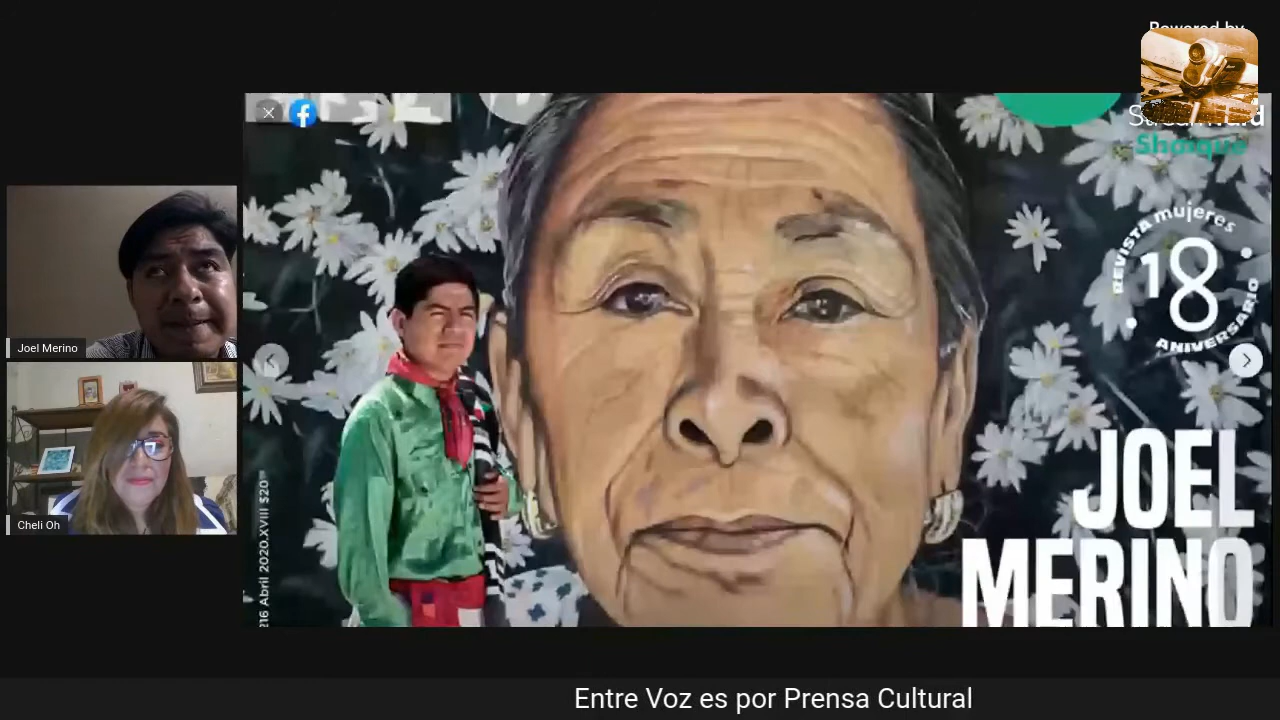 Powered by
Shaíque
REVISTA mujeres
18
ANIVERSARIO
Joel Merino
JOEL
MERINO
Cheli Oh
216 Abril 2020.XVIII $20
Entre Voz es por Prensa Cultural